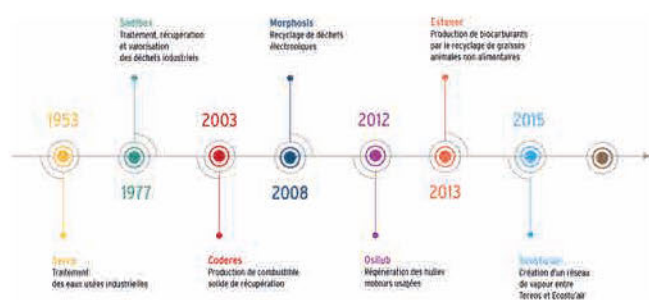 Traitement, récupération
et valorisation
des déchets industriels
Morphosis
Recyclage de déchets
électroniques
Estener
Production de biocarburants
par le recyclage de graisses
animales non alimentaires
1953
2003
2012
2015
1977
2008
2013
Traitement
des eaux usées industrielles
Coderes
Production de combustible
solide de récupération
Osilub
Régénération des huiles
moteurs usagées
Ecostu'air
Création d'un réseau
de vapour entre
Tereos et Ecostu'air